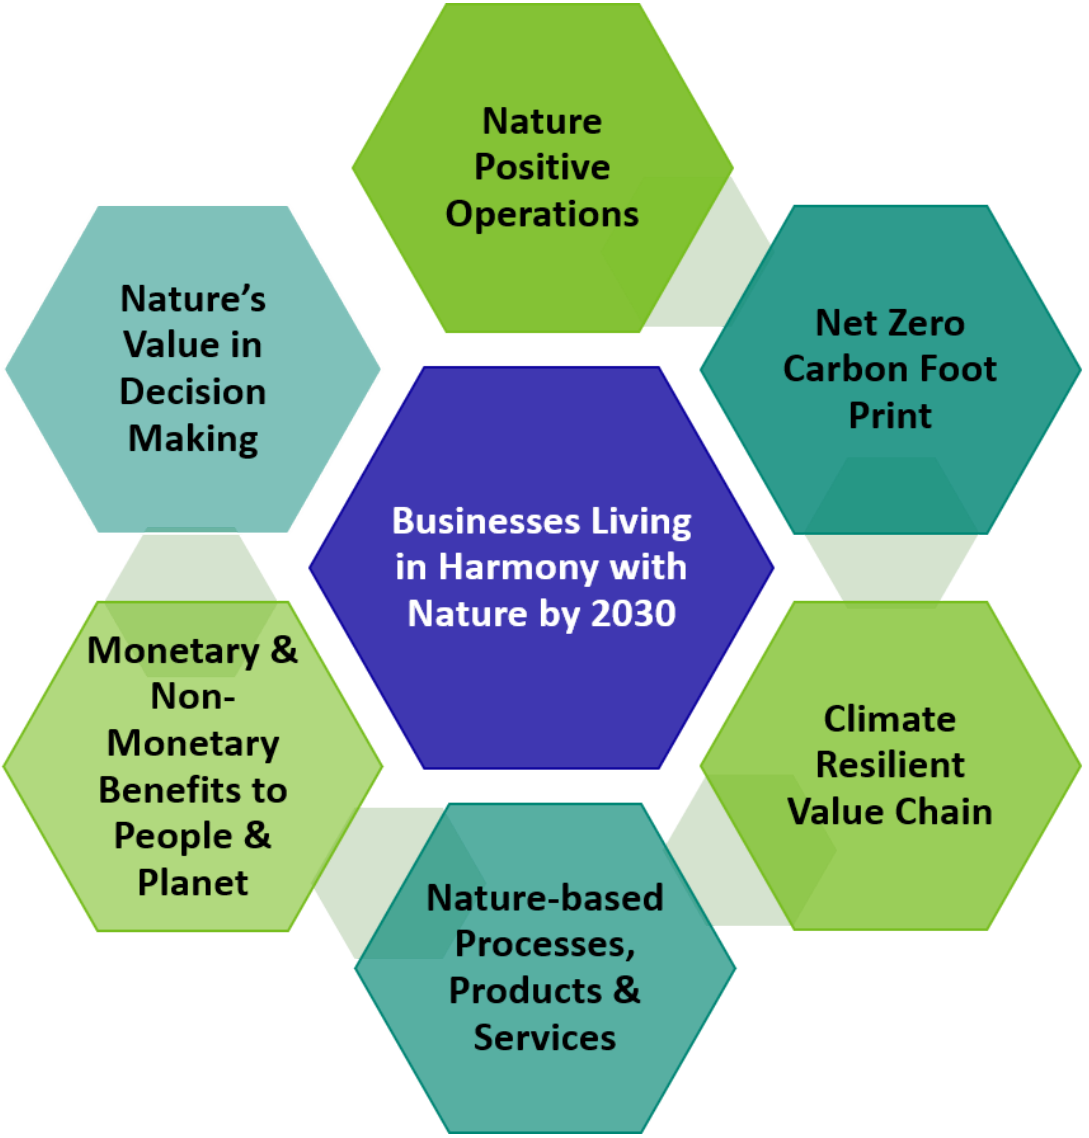 Nature
Positive
Operations
Net Zero
Carbon Foot
Print
Climate
Resilient
Value Chain
Nature-based
Processes,
Products &
Services
Monetary &
Non-
Monetary
Benefits to
People &
Planet
Nature’s
Value in
Decision
Making
Businesses Living
in Harmony with
Nature by 2030